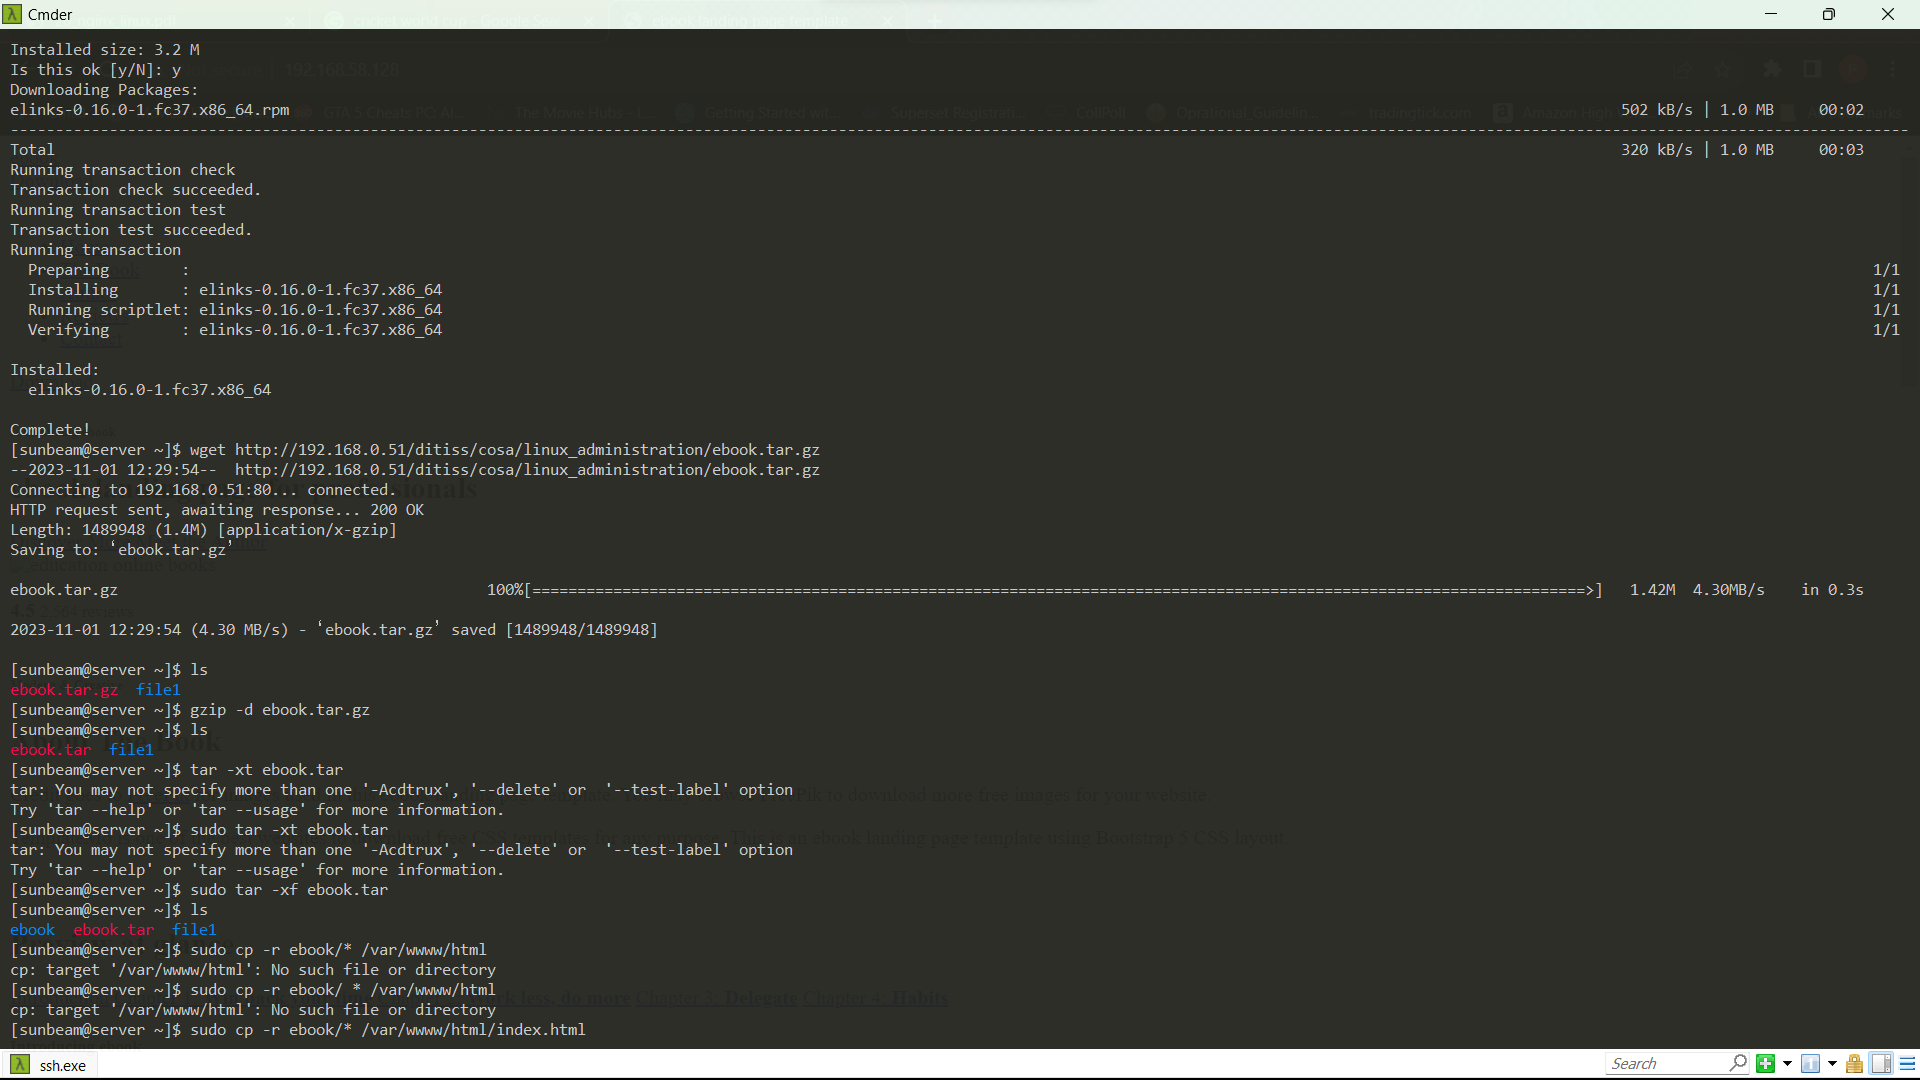 Cmder
Installed size: 3.2 M
Is this ok [y/N]: y
192.168.58.128
Downloading Packages:
elinks-0.16.0-1.fc37.x86_64.rpm 502 kB/s | 1.0 MB 00:02
--------------------------------------------------------------------------------
Total 320 kB/s | 1.0 MB 00:03
Running transaction check
Transaction check succeeded.
Running transaction test
Transaction test succeeded.
Running transaction
Preparing : 1/1
Installing : elinks-0.16.0-1.fc37.x86_64 1/1
Running scriptlet: elinks-0.16.0-1.fc37.x86_64 1/1
Verifying : elinks-0.16.0-1.fc37.x86_64 1/1
Installed:
elinks-0.16.0-1.fc37.x86_64
Complete!
[sunbeam@server ~]$ wget http://192.168.0.51/ditiss/cosa/linux_administration/ebook.tar.gz
--2023-11-01 12:29:54-- http://192.168.0.51/ditiss/cosa/linux_administration/ebook.tar.gz
Connecting to 192.168.0.51:80... connected.
HTTP request sent, awaiting response... 200 OK
Length: 1489948 (1.4M) [application/x-gzip]
Saving to: ‘ebook.tar.gz’
ebook.tar.gz 100%[=====================================================================================================================>] 1.42M 4.30MB/s in 0.3s
2023-11-01 12:29:54 (4.30 MB/s) - ‘ebook.tar.gz’ saved [1489948/1489948]
[sunbeam@server ~]$ ls
ebook.tar.gz file1
[sunbeam@server ~]$ gzip -d ebook.tar.gz
[sunbeam@server ~]$ ls
ebook.tar file1
[sunbeam@server ~]$ tar -xt ebook.tar
tar: You may not specify more than one '-Acdtrux', '--delete' or '--test-label' option
Try 'tar --help' or 'tar --usage' for more information.
[sunbeam@server ~]$ sudo tar -xt ebook.tar
tar: You may not specify more than one '-Acdtrux', '--delete' or '--test-label' option
Try 'tar --help' or 'tar --usage' for more information.
[sunbeam@server ~]$ sudo tar -xf ebook.tar
[sunbeam@server ~]$ ls
ebook ebook.tar file1
[sunbeam@server ~]$ sudo cp -r ebook/* /var/wwww/html
cp: target '/var/wwww/html': No such file or directory
[sunbeam@server ~]$ sudo cp -r ebook/ * /var/wwww/html
cp: target '/var/wwww/html': No such file or directory
[sunbeam@server ~]$ sudo cp -r ebook/* /var/wwww/html/index.html
ssh.exe
Search